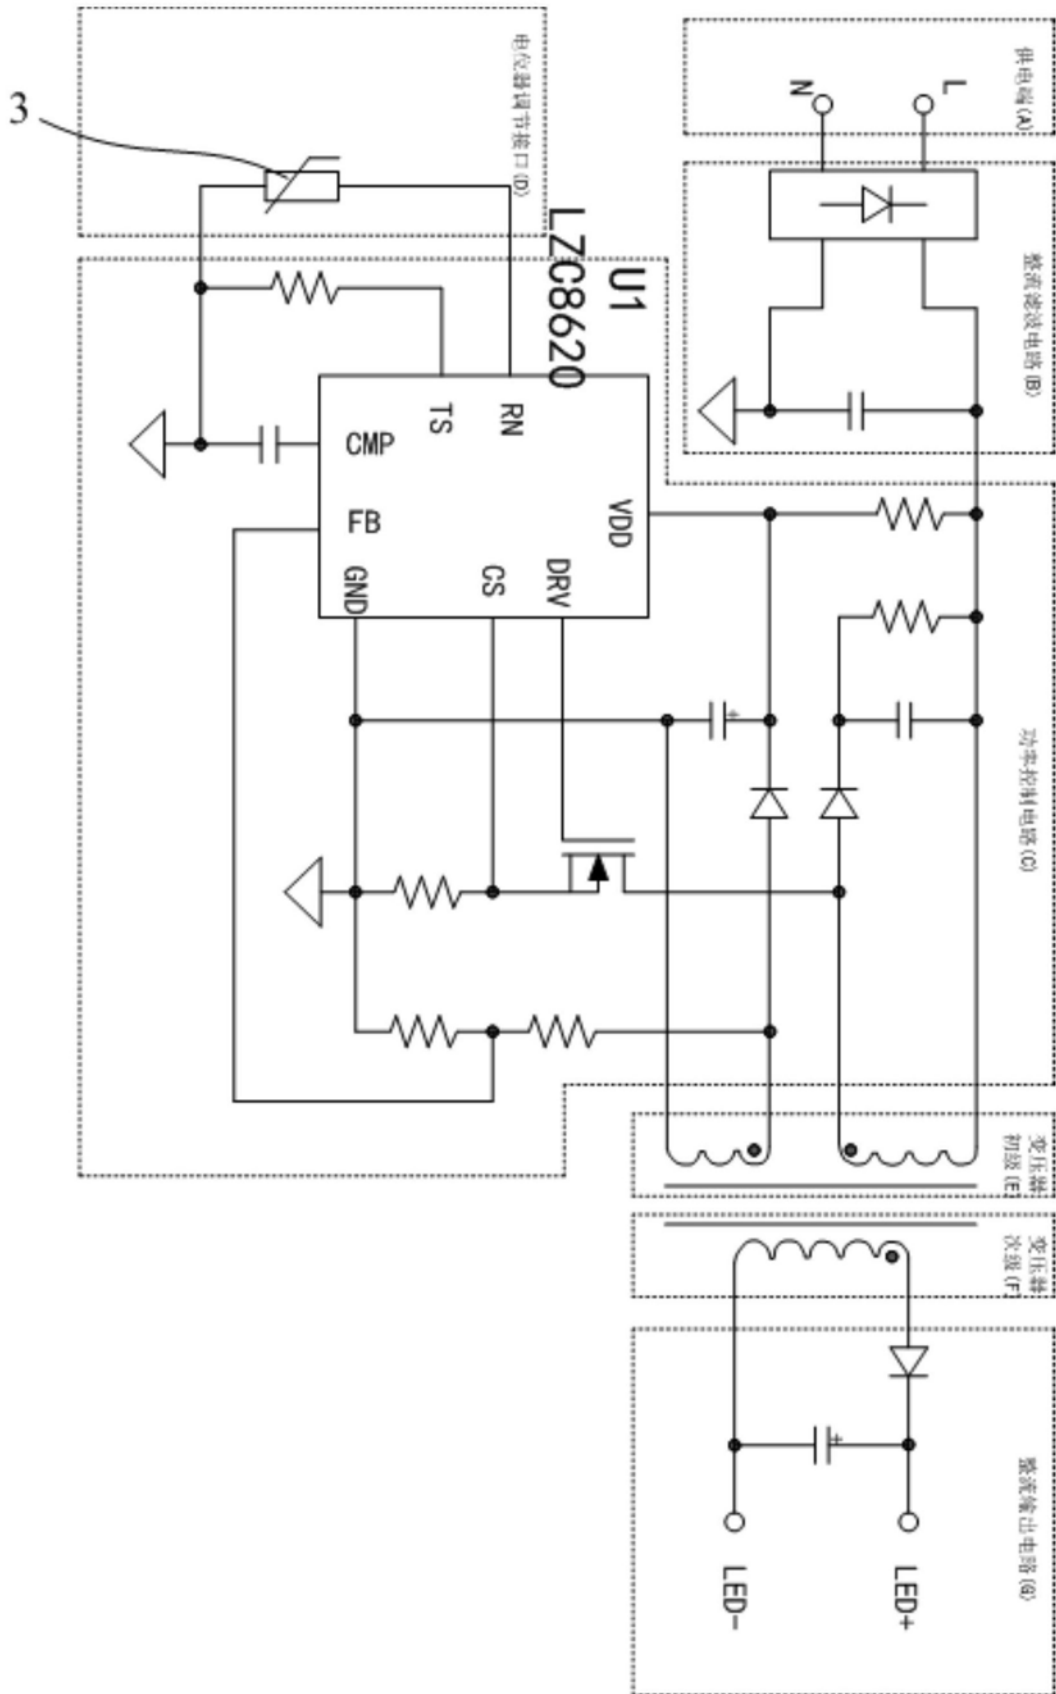 供电端(A)
L
N
整流滤波电路(B)
电位器调节接口(D)
3
U1
LZC8620
TS
RN
CMP
FB
GND
CS
DRV
VDD
功率控制电路(C)
变压器
初级(E
变压器
次级(F
整流输出电路(G)
LED+
LED-